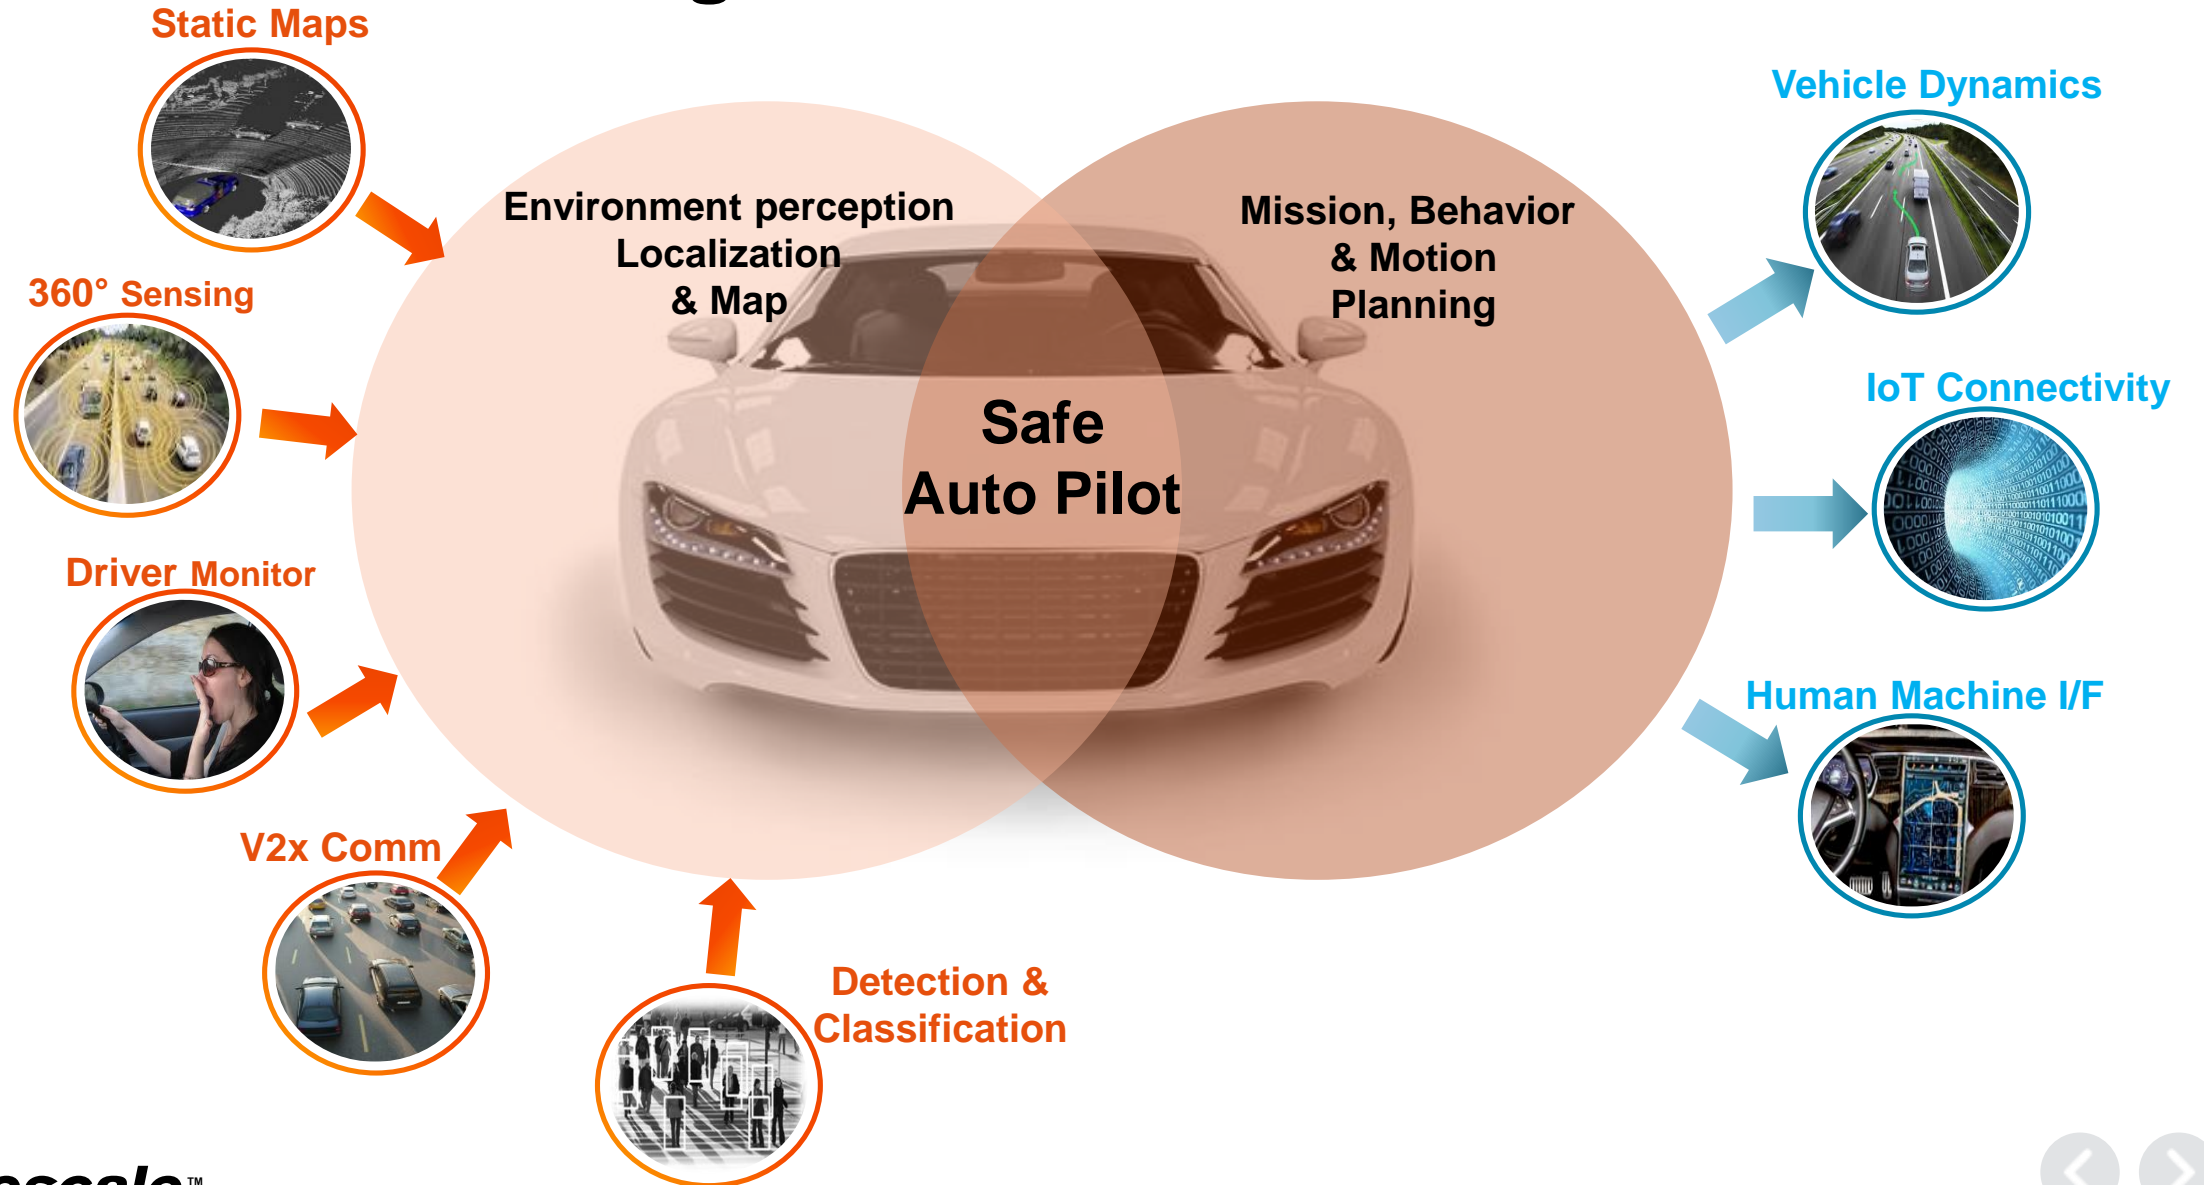 Static Maps
360° Sensing
Driver Monitor
V2x Comm
Detection &
Classification
Environment perception
Localization
& Map
Safe
Auto Pilot
Mission, Behavior
& Motion
Planning
Vehicle Dynamics
IoT Connectivity
Human Machine I/F